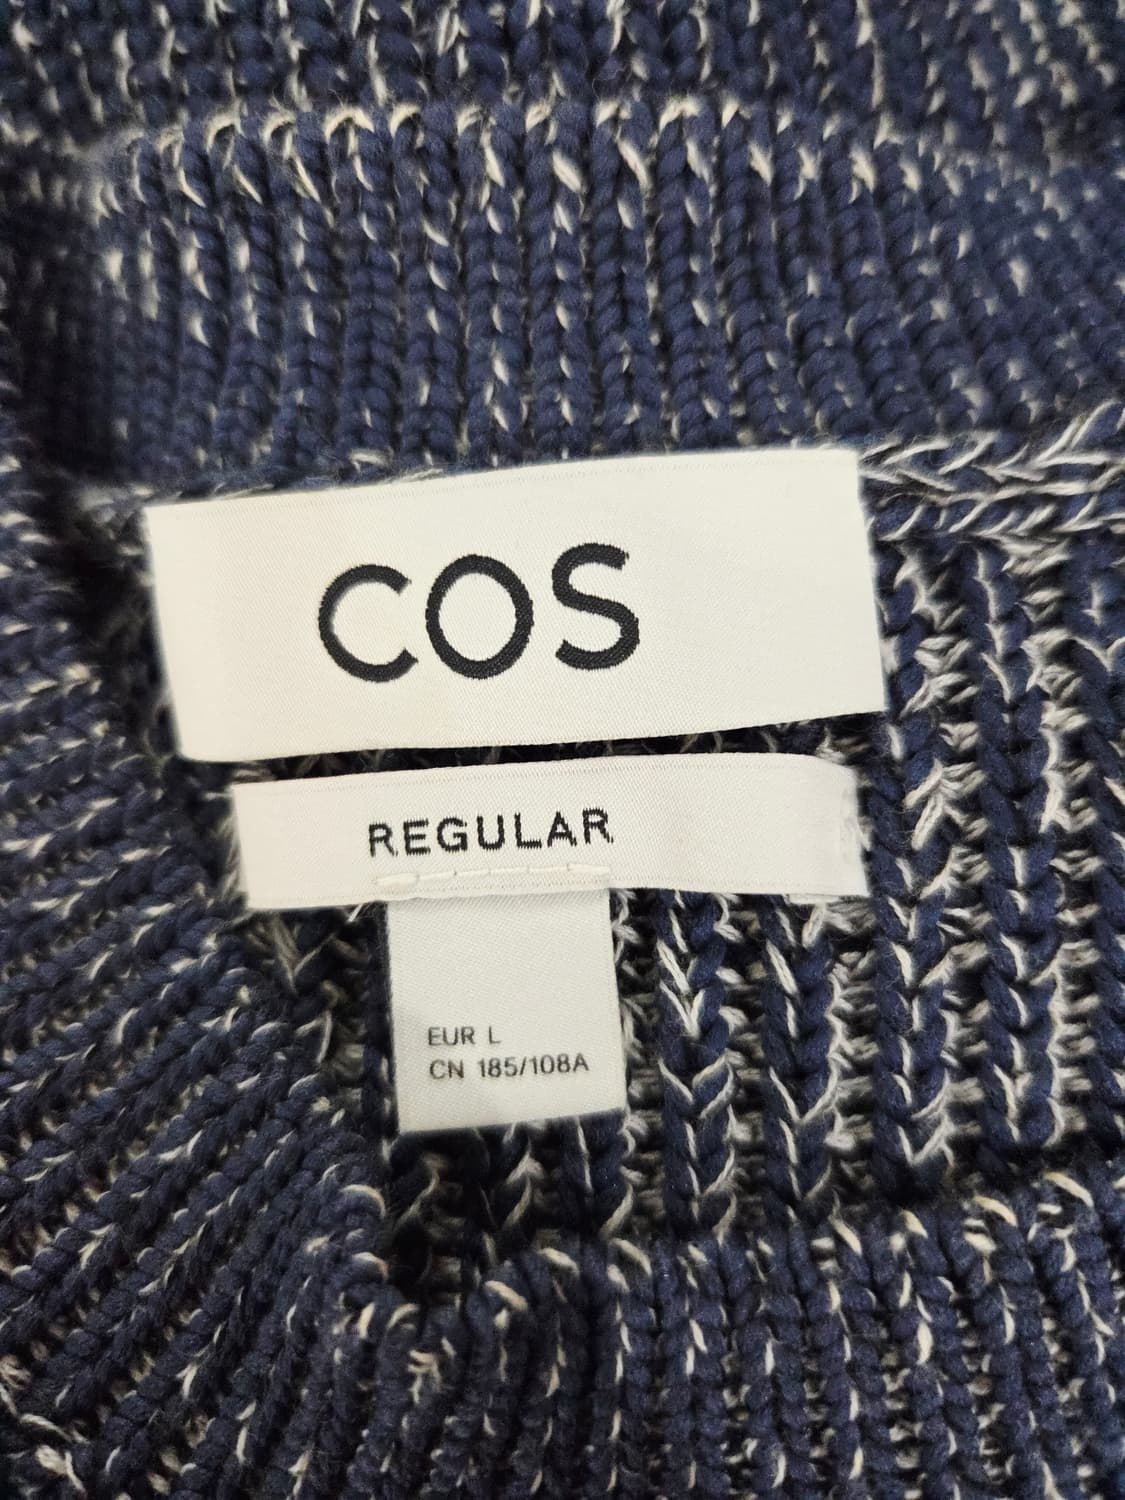 COS
REGULAR
EUR L
CN 185/108A